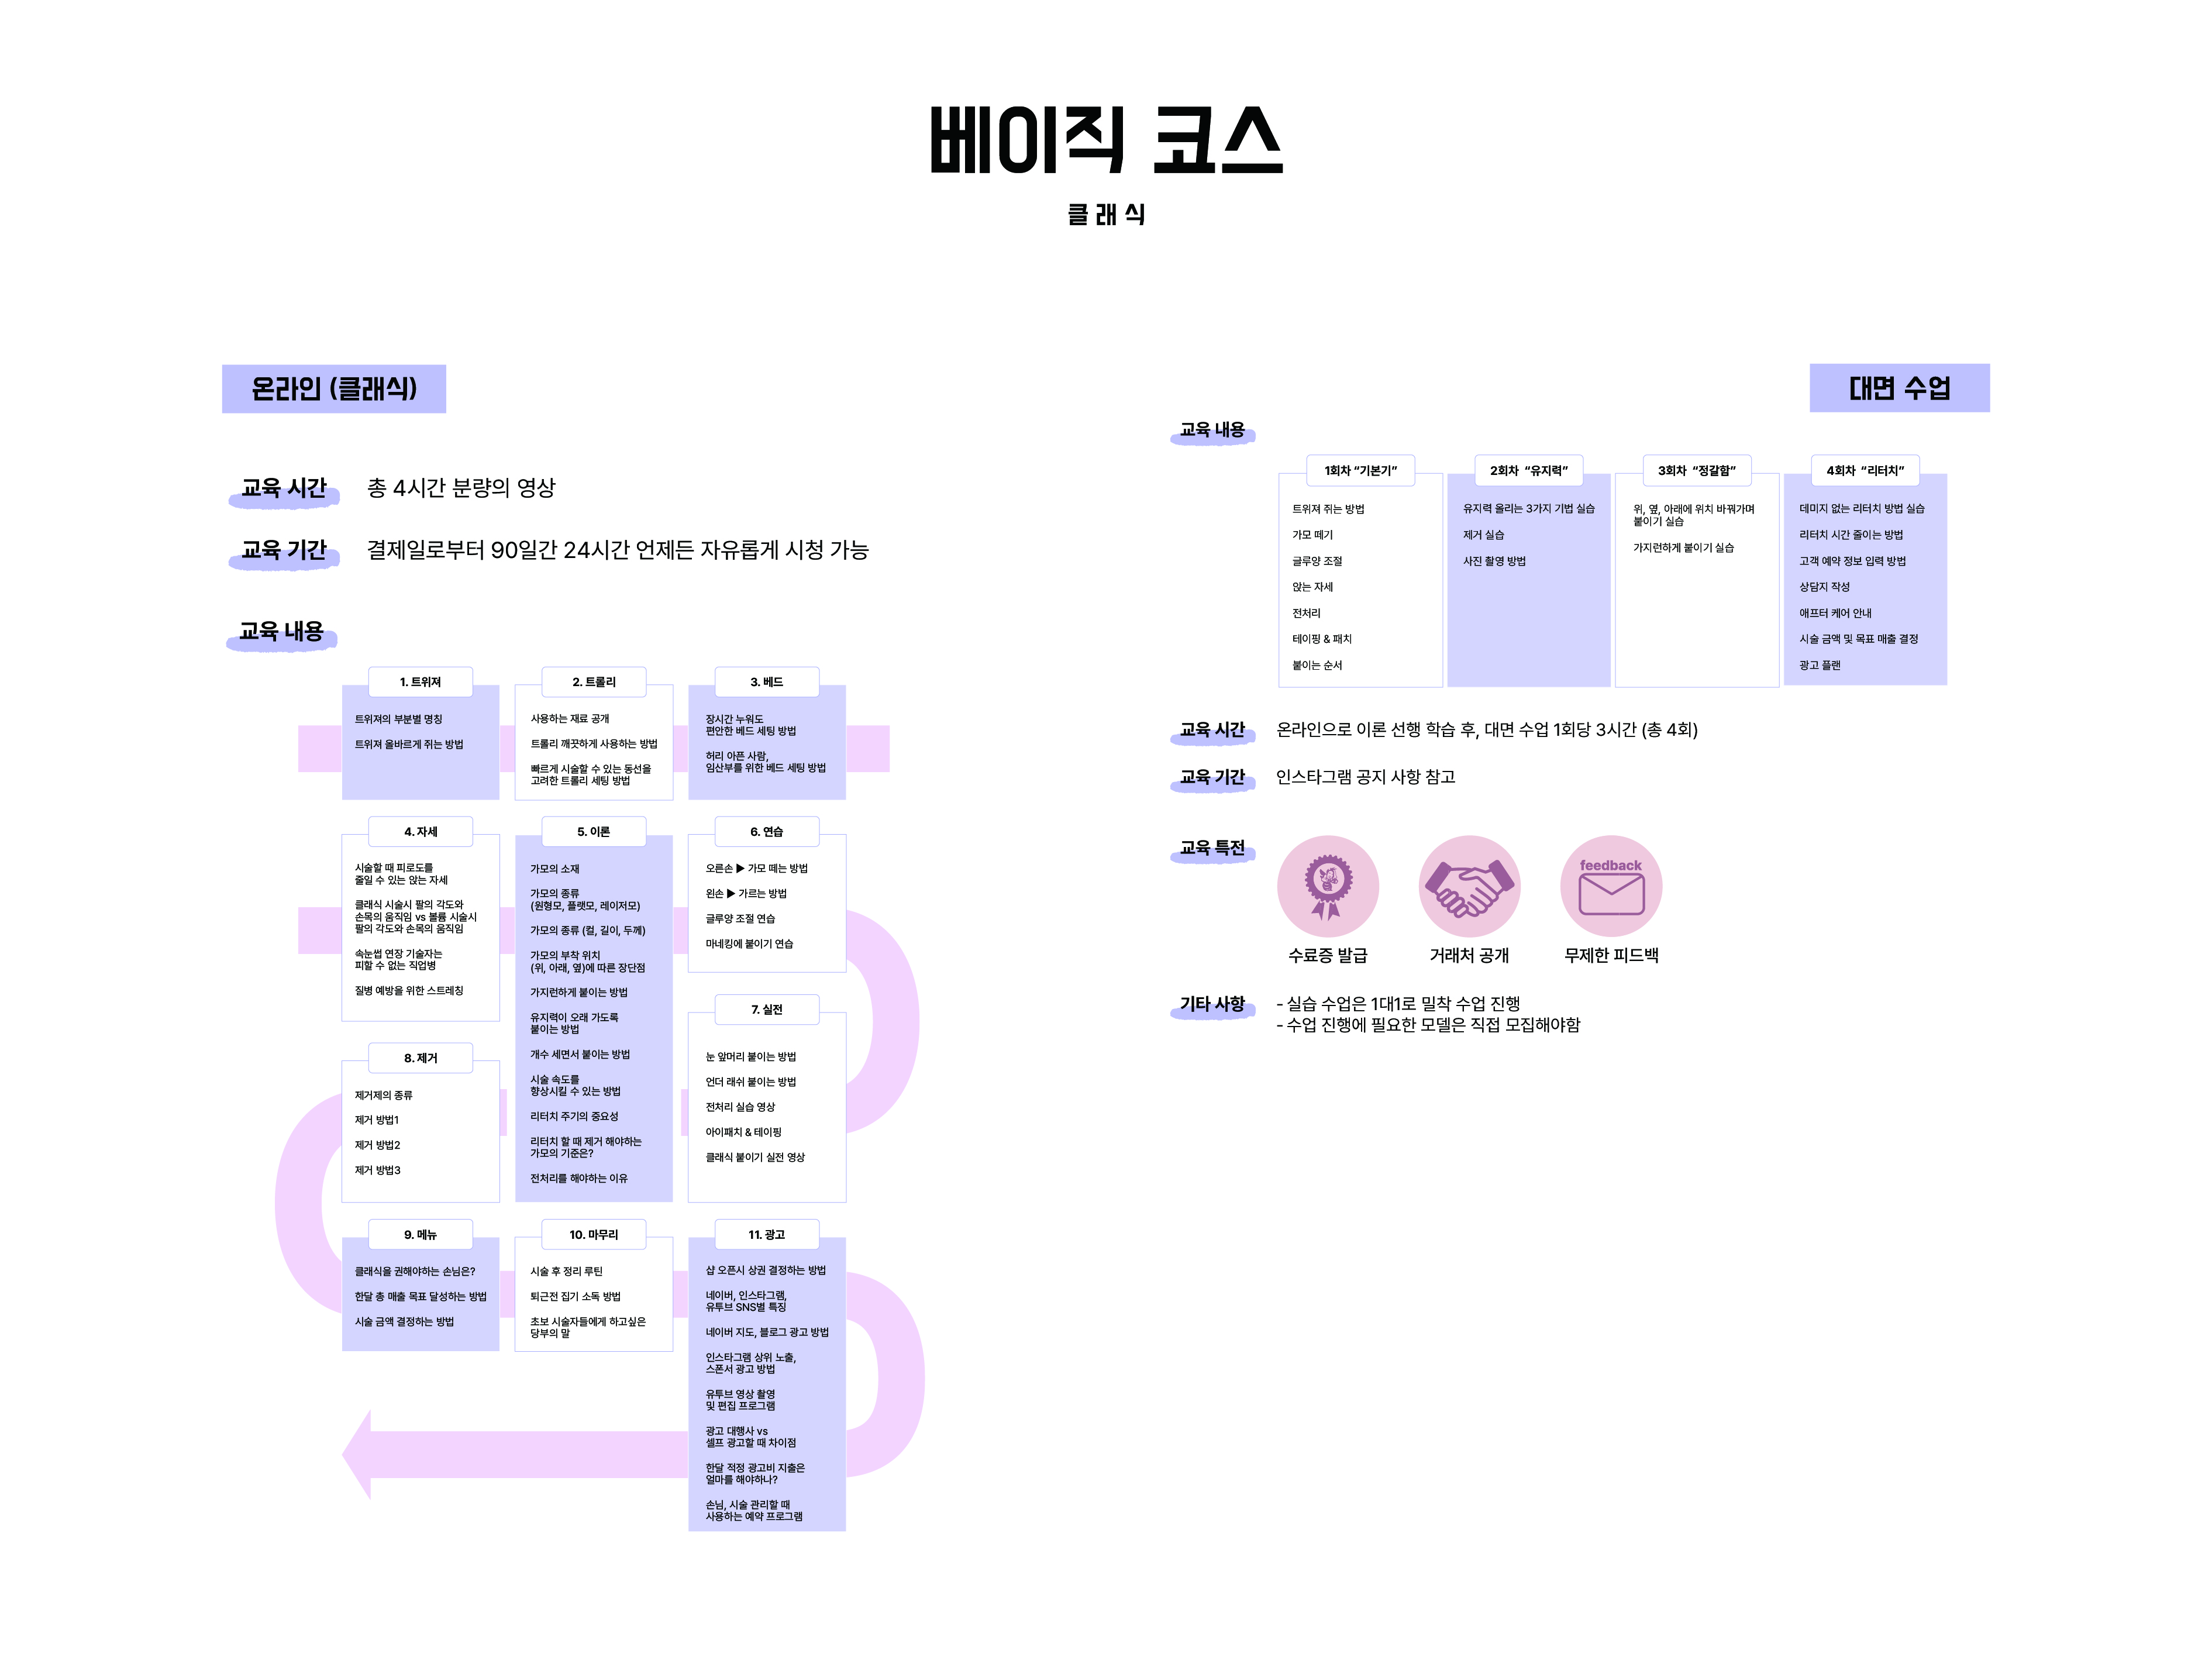 베이직 코스
클래식
온라인 (클래식)
교육 시간
총 4시간 분량의 영상
교육 기간
결제일로부터 90일간 24시간 언제든 자유롭게 시청 가능
교육 내용
1. 트위져
트위져의 부분별 명칭
트위져 올바르게 쥐는 방법
2. 트롤리
사용하는 재료 공개
트롤리 깨끗하게 사용하는 방법
빠르게 시술할 수 있는 동선을
고려한 트롤리 세팅 방법
3. 베드
장시간 누워도
편안한 베드 세팅 방법
허리 아픈 사람,
임산부를 위한 베드 세팅 방법
4. 자세
시술할 때 피로도를
줄일 수 있는 앉는 자세
클래식 시술시 팔의 각도와
손목의 움직임 vs 볼륨 시술시
팔의 각도와 손목의 움직임
속눈썹 연장 기술자는
피할 수 없는 직업병
질병 예방을 위한 스트레칭
5. 이론
가모의 소재
가모의 종류
(원형모, 플랫모, 레이저모)
가모의 종류 (컬, 길이, 두께)
가모의 부착 위치
(위, 아래, 옆)에 따른 장단점
가지런하게 붙이는 방법
유지력이 오래 가도록
붙이는 방법
개수 세면서 붙이는 방법
시술 속도를
향상시킬 수 있는 방법
리터치 주기의 중요성
리터치 할 때 제거 해야하는
가모의 기준은?
전처리를 해야하는 이유
6. 연습
오른손 ▶ 가모 떼는 방법
왼손 ▶ 가르는 방법
글루양 조절 연습
마네킹에 붙이기 연습
7. 실전
눈 앞머리 붙이는 방법
언더 래쉬 붙이는 방법
전처리 실습 영상
아이패치 & 테이핑
클래식 붙이기 실전 영상
8. 제거
제거제의 종류
제거 방법1
제거 방법2
제거 방법3
9. 메뉴
클래식을 권해야하는 손님은?
한달 총 매출 목표 달성하는 방법
시술 금액 결정하는 방법
10. 마무리
시술 후 정리 루틴
퇴근전 집기 소독 방법
초보 시술자들에게 하고싶은
당부의 말
11. 광고
샵 오픈시 상권 결정하는 방법
네이버, 인스타그램,
유투브 SNS별 특징
네이버 지도, 블로그 광고 방법
인스타그램 상위 노출,
스폰서 광고 방법
유투브 영상 촬영
및 편집 프로그램
광고 대행사 vs
셀프 광고할 때 차이점
한달 적정 광고비 지출은
얼마를 해야하나?
손님, 시술 관리할 때
사용하는 예약 프로그램
대면 수업
교육 내용
1회차 “기본기”
트위져 쥐는 방법
가모 떼기
글루양 조절
앉는 자세
전처리
테이핑 & 패치
붙이는 순서
2회차 “유지력”
유지력 올리는 3가지 기법 실습
제거 실습
사진 촬영 방법
3회차 “정갈함”
위, 옆, 아래에 위치 바꿔가며
붙이기 실습
가지런하게 붙이기 실습
4회차 “리터치”
데미지 없는 리터치 방법 실습
리터치 시간 줄이는 방법
고객 예약 정보 입력 방법
상담지 작성
애프터 케어 안내
시술 금액 및 목표 매출 결정
광고 플랜
교육 시간
온라인으로 이론 선행 학습 후, 대면 수업 1회당 3시간 (총 4회)
교육 기간
인스타그램 공지 사항 참고
교육 특전
feedback
수료증 발급
거래처 공개
무제한 피드백
기타 사항
- 실습 수업은 1대1로 밀착 수업 진행
- 수업 진행에 필요한 모델은 직접 모집해야함